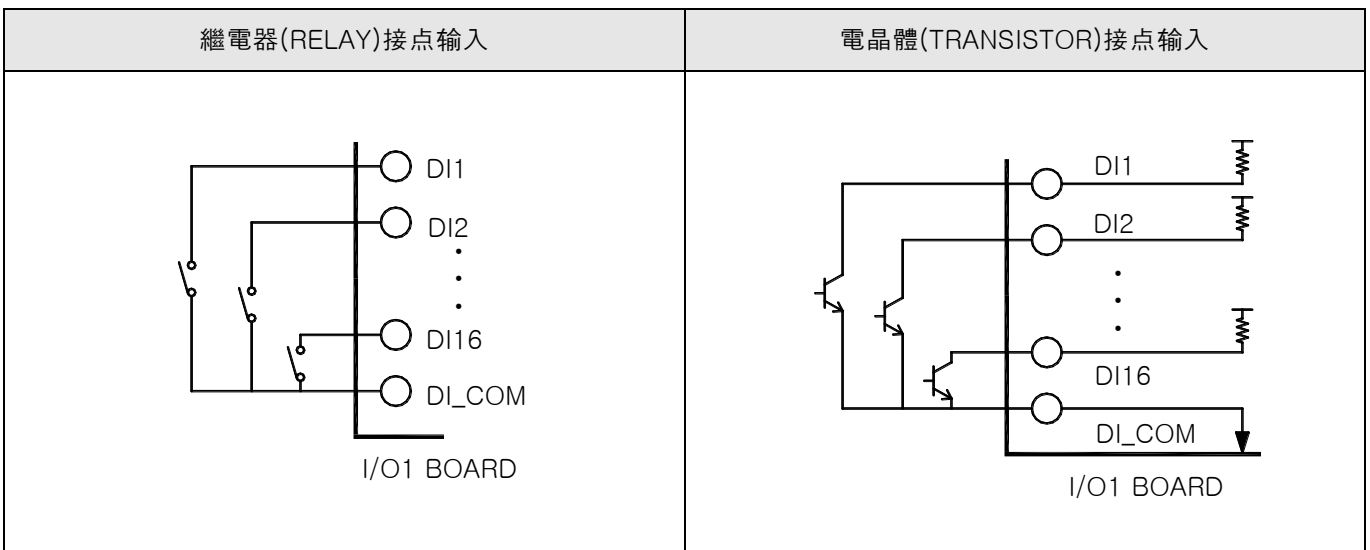 繼電器(RELAY)接点输入
電晶體(TRANSISTOR)接点输入
DI1
DI2
DI16
DI_COM
I/O1 BOARD
DI1
DI2
DI16
DI_COM
I/O1 BOARD